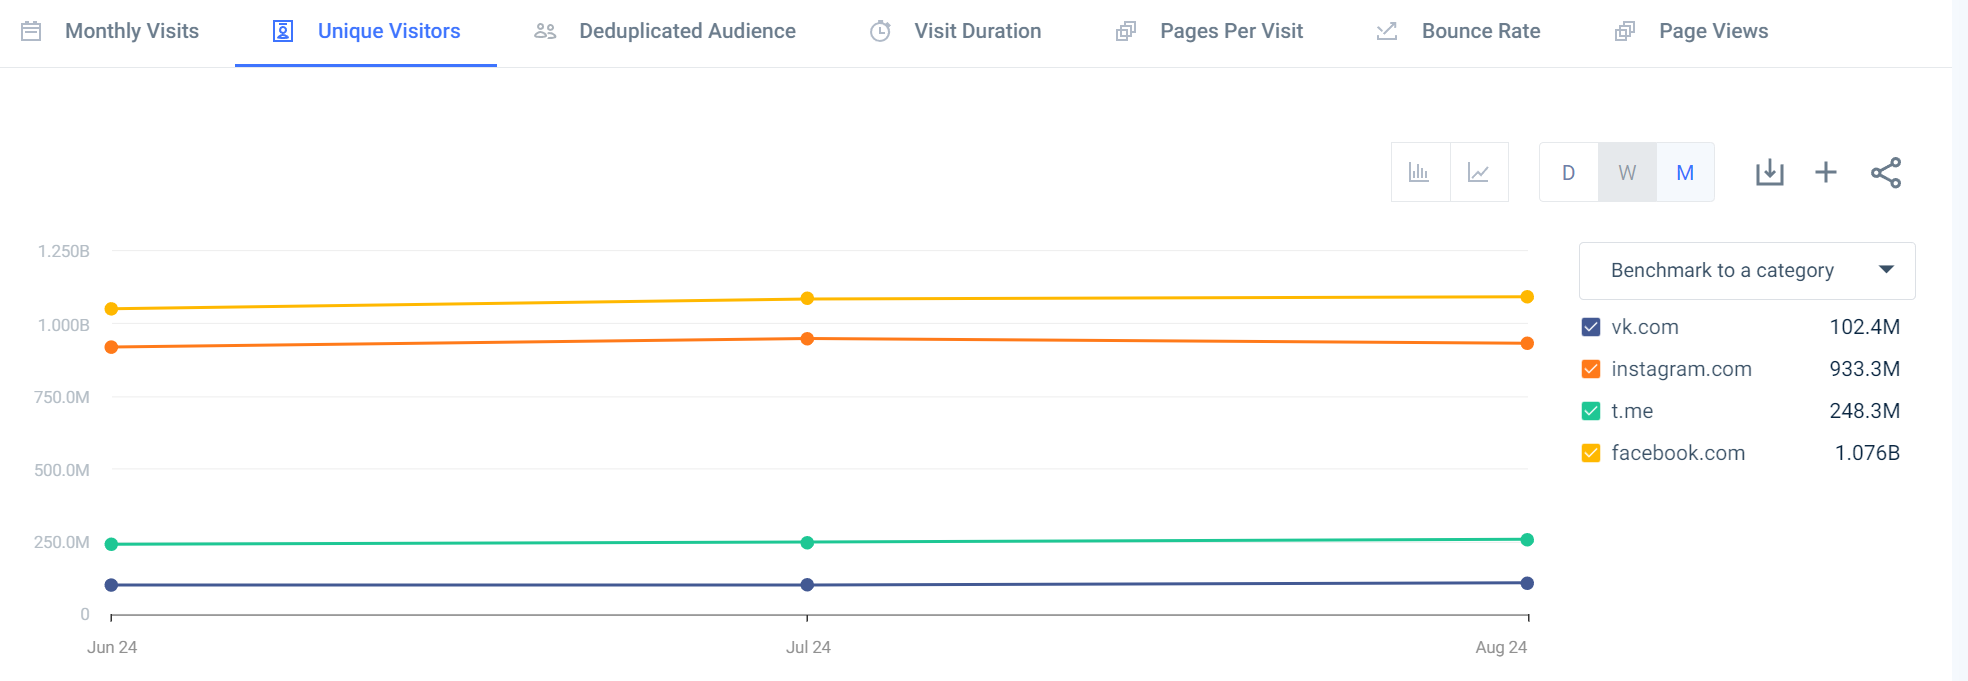 Monthly Visits
Unique Visitors
Deduplicated Audience
Visit Duration
Pages Per Visit
Bounce Rate
Page Views
D
W
M
1.250B
1.000B
750.0M
500.0M
250.0M
0
Jun 24
Jul 24
Aug 24
Benchmark to a category
vk.com 102.4M
instagram.com 933.3M
t.me 248.3M
facebook.com 1.076B